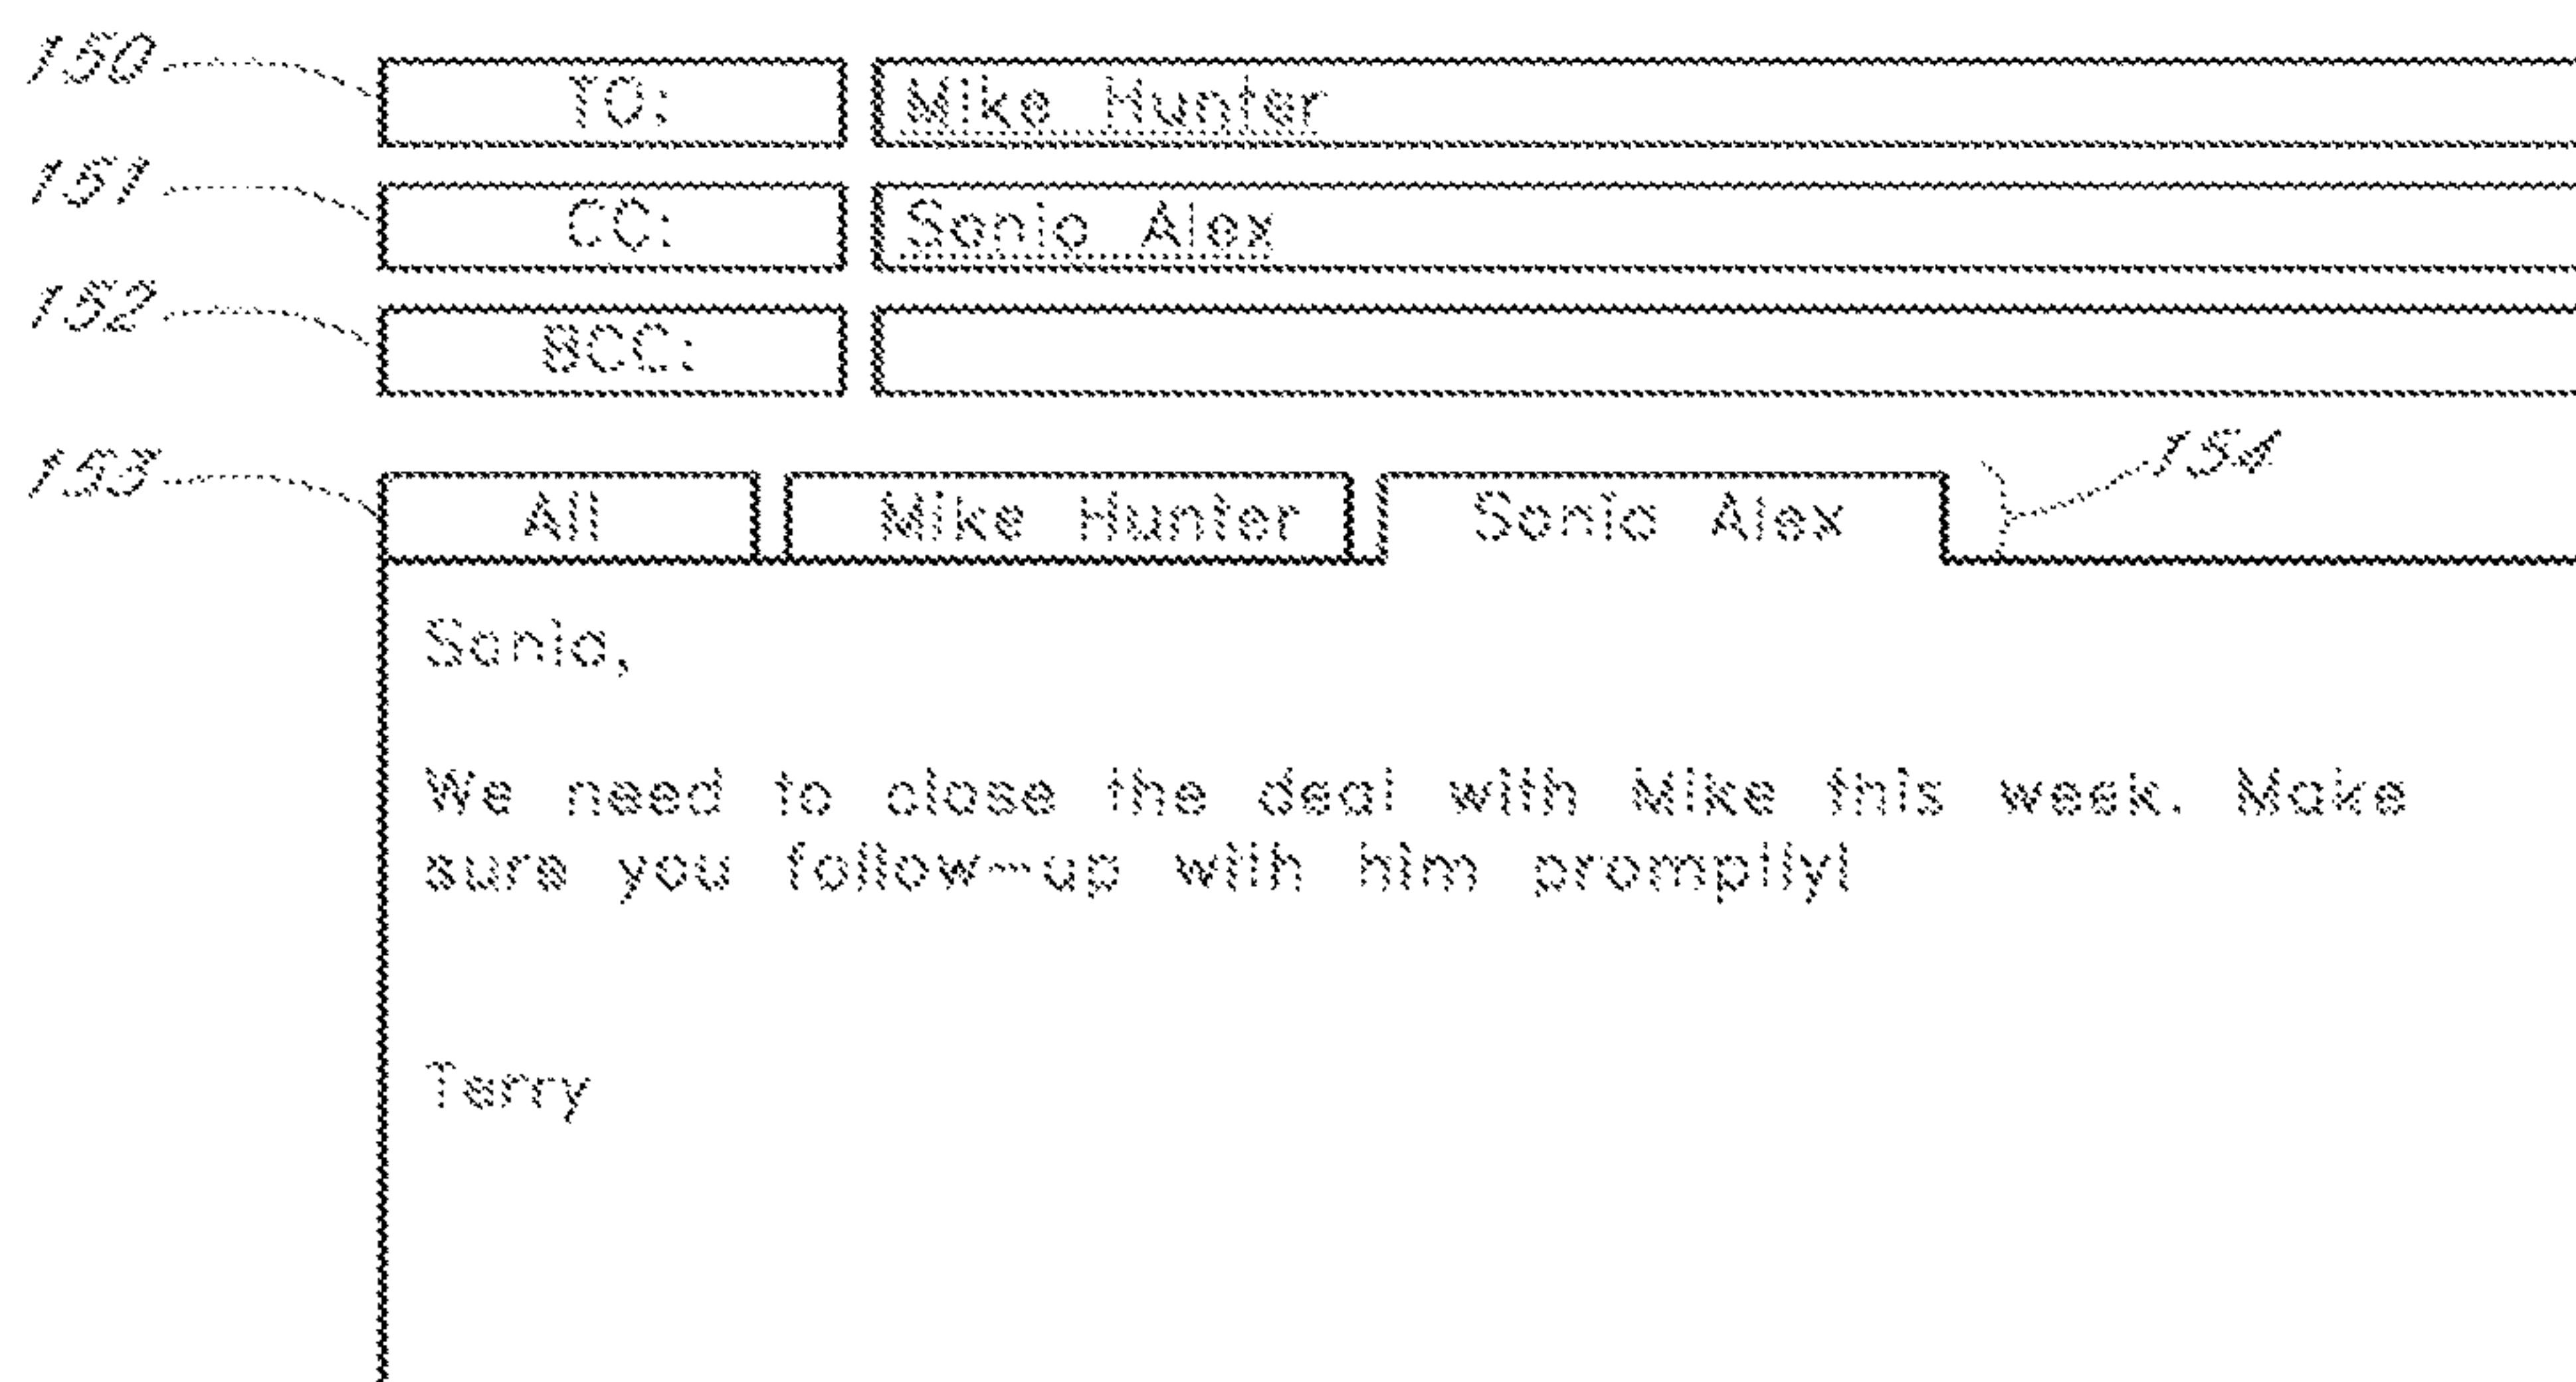 150 TO: Mike Hunter
151 CC: Sonia Alex
152 BCC:
153 All Mike Hunter Sonia Alex 154
Sonia,
We need to close the deal with Mike this week. Make
sure you follow-up with him promptly!
Terry